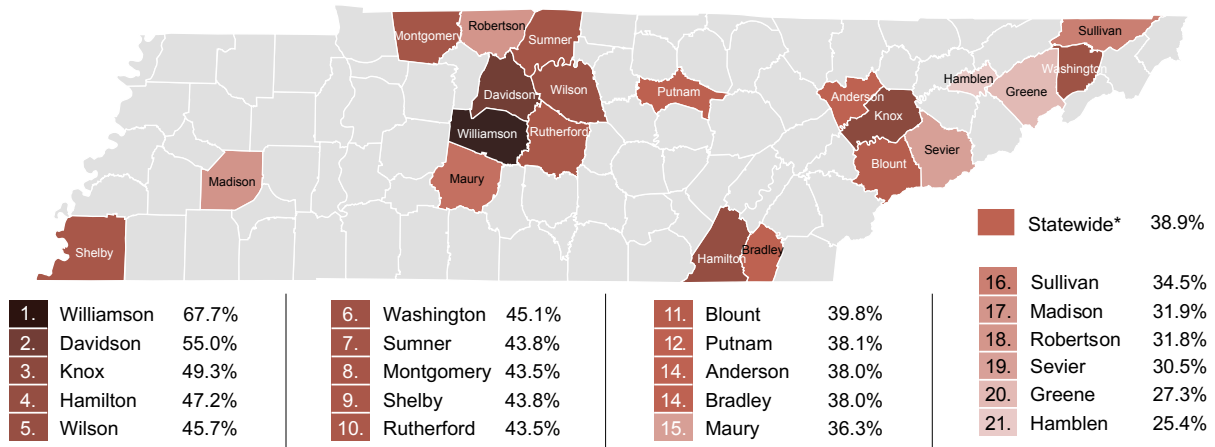 Montgomery
Robertson
Sumner
Sullivan
Davidson
Wilson
Putnam
Anderson
Hamblen
Washington
Greene
Knox
Williamson
Rutherford
Sevier
Blount
Maury
Madison
Shelby
Hamilton
Bradley
Statewide* 38.9%
1. Williamson 67.7%
2. Davidson 55.0%
3. Knox 49.3%
4. Hamilton 47.2%
5. Wilson 45.7%
6. Washington 45.1%
7. Sumner 43.8%
8. Montgomery 43.5%
9. Shelby 43.8%
10. Rutherford 43.5%
11. Blount 39.8%
12. Putnam 38.1%
14. Anderson 38.0%
14. Bradley 38.0%
15. Maury 36.3%
16. Sullivan 34.5%
17. Madison 31.9%
18. Robertson 31.8%
19. Sevier 30.5%
20. Greene 27.3%
21. Hamblen 25.4%